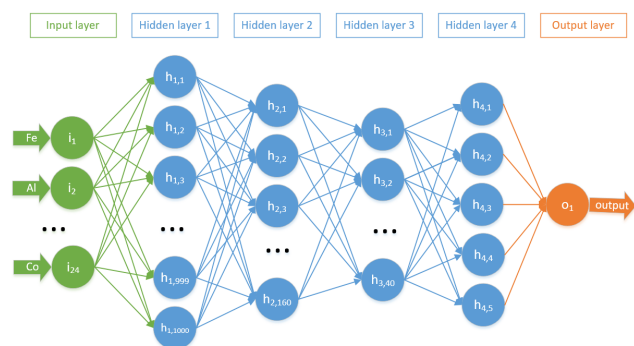 Input layer
Hidden layer 1
Hidden layer 2
Hidden layer 3
Hidden layer 4
Output layer
Fe
Al
...
Co
i1
i2
i24
h1,1
h1,2
h1,3
...
h1,999
h1,1000
h2,1
h2,2
h2,3
...
h2,160
h3,1
h3,2
...
h3,40
h4,1
h4,2
h4,3
h4,4
h4,5
o1
output